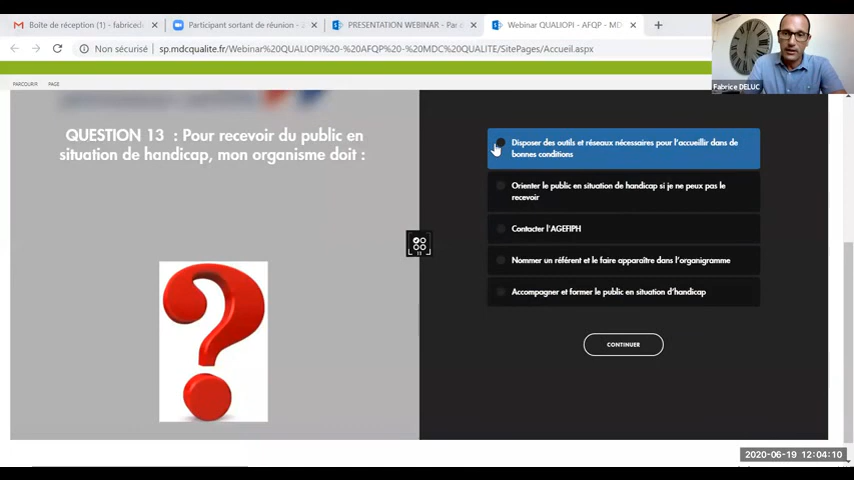 Boîte de réception (1) - fabriced
Participant sortant de réunion - Z
PRESENTATION WEBINAR - Pas d
Webinar QUALIOPI - AFQP - MD
Non sécurisé
sp.mdcqualite.fr/Webinar%20QUALIOPI%20-%20AFQP%20-%20MDC%20QUALITE/SitePages/Accueil.aspx
Fabrice DELUC
PARCOURIR PAGE
QUESTION 13 : Pour recevoir du public en
situation de handicap, mon organisme doit :
Disposer des outils et réseaux nécessaires pour l'accueillir dans de
bonnes conditions
Orienter le public en situation de handicap si je ne peux pas le
recevoir
Contacter l'AGEFIPH
Nommer un référent et le faire apparaître dans l'organigramme
Accompagner et former le public en situation d'handicap
CONTINUER
2020-06-19 12:04:10